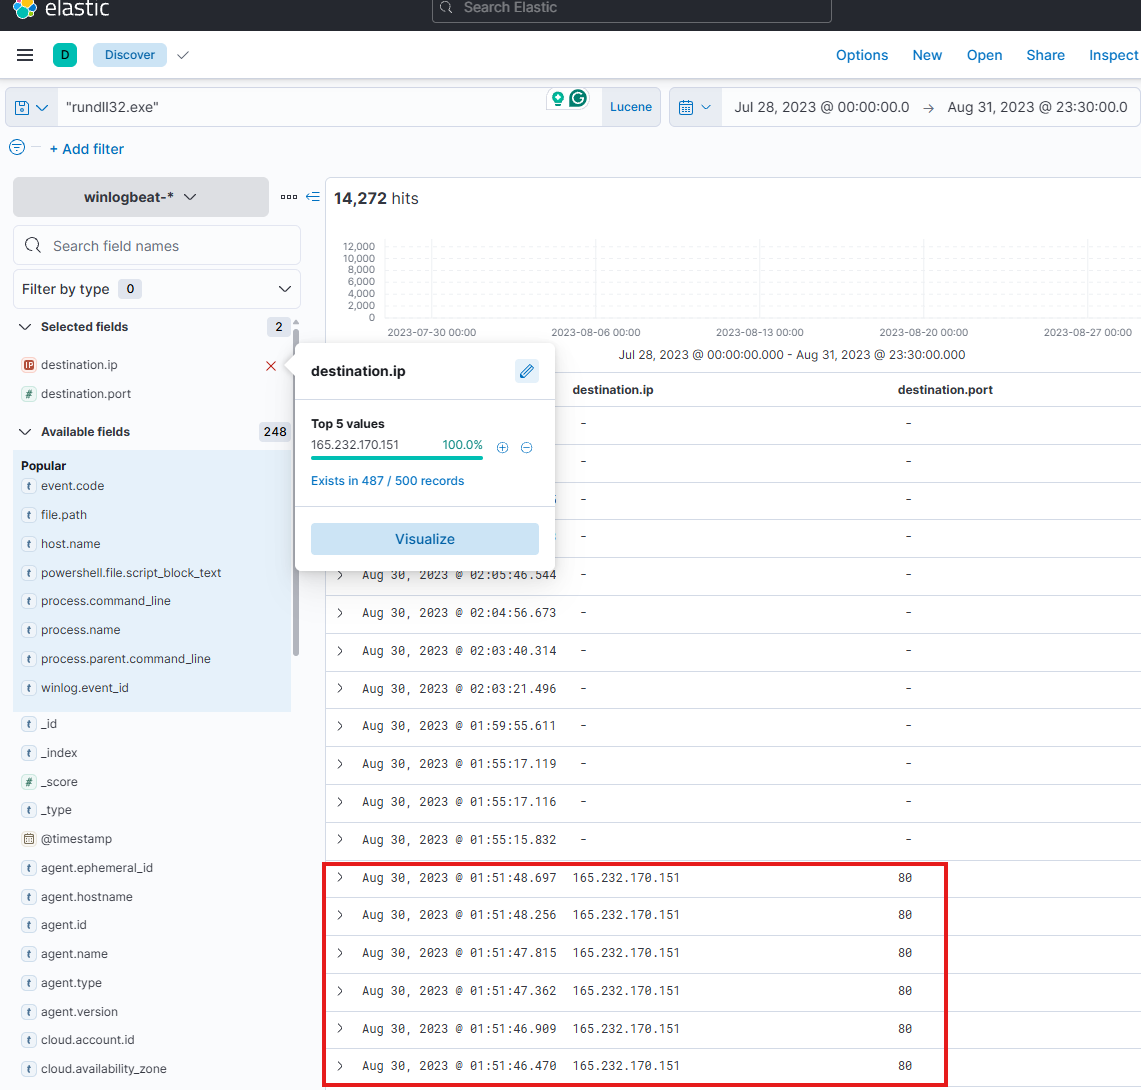 elastic
Search Elastic
D
Discover
Options
New
Open
Share
Inspect
"rundll32.exe"
Lucene
Jul 28, 2023 @ 00:00:00.0 → Aug 31, 2023 @ 23:30:00.0
+ Add filter
winlogbeat-*
Search field names
Filter by type 0
Selected fields 2
IP destination.ip
# destination.port
Available fields 248
Popular
t event.code
t file.path
t host.name
t powershell.file.script_block_text
t process.command_line
t process.name
t process.parent.command_line
t winlog.event_id
t _id
t _index
# _score
t _type
@timestamp
t agent.ephemeral_id
t agent.hostname
t agent.id
t agent.name
t agent.type
t agent.version
t cloud.account.id
t cloud.availability_zone
14,272 hits
12,000
10,000
8,000
6,000
4,000
2,000
0
2023-07-30 00:00
2023-08-06 00:00
2023-08-13 00:00
2023-08-20 00:00
2023-08-27 00:00
Jul 28, 2023 @ 00:00:00.000 - Aug 31, 2023 @ 23:30:00.000
destination.ip
Top 5 values
165.232.170.151 100.0%
Exists in 487 / 500 records
Visualize
destination.ip destination.port
- -
- -
- -
- -
Aug 30, 2023 @ 02:05:46.544 - -
Aug 30, 2023 @ 02:04:56.673 - -
Aug 30, 2023 @ 02:03:40.314 - -
Aug 30, 2023 @ 02:03:21.496 - -
Aug 30, 2023 @ 01:59:55.611 - -
Aug 30, 2023 @ 01:55:17.119 - -
Aug 30, 2023 @ 01:55:17.116 - -
Aug 30, 2023 @ 01:55:15.832 - -
Aug 30, 2023 @ 01:51:48.697 165.232.170.151 80
Aug 30, 2023 @ 01:51:48.256 165.232.170.151 80
Aug 30, 2023 @ 01:51:47.815 165.232.170.151 80
Aug 30, 2023 @ 01:51:47.362 165.232.170.151 80
Aug 30, 2023 @ 01:51:46.909 165.232.170.151 80
Aug 30, 2023 @ 01:51:46.470 165.232.170.151 80